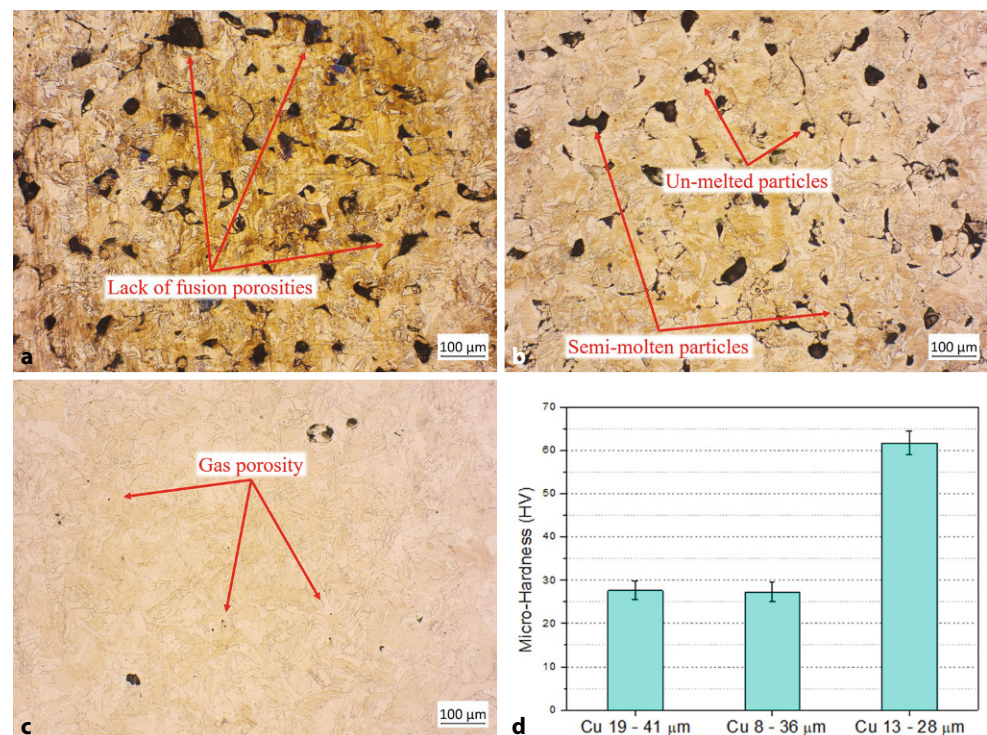 Lack of fusion porosities
a
100 µm
Un-melted particles
Semi-molten particles
b
100 µm
Gas porosity
c
100 µm
Micro-Hardness (HV)
70
60
50
40
30
20
10
0
Cu 19 - 41 µm
Cu 8 - 36 µm
Cu 13 - 28 µm
d